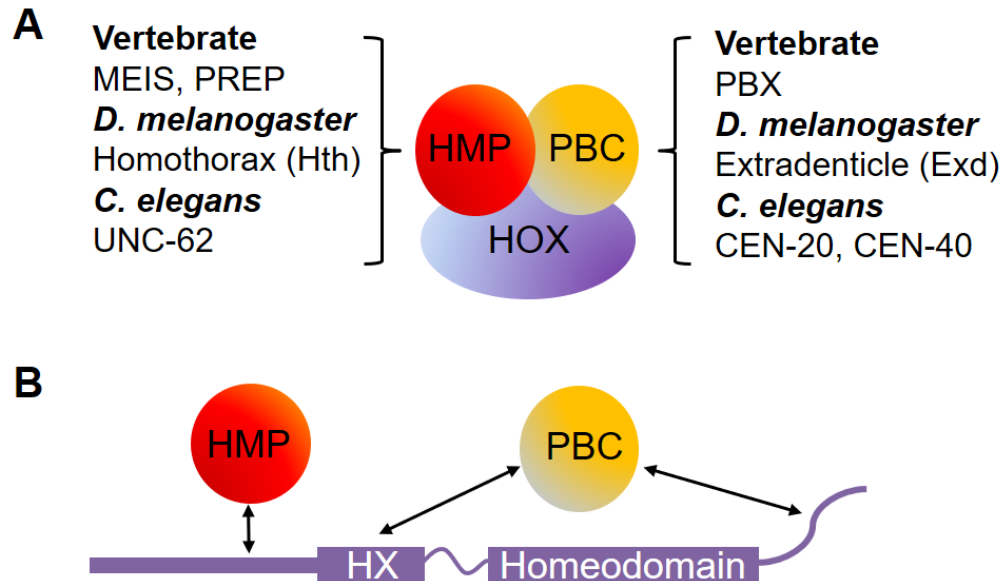 A
Vertebrate
MEIS, PREP
D. melanogaster
Homothorax (Hth)
C. elegans
UNC-62
HMP
PBC
HOX
Vertebrate
PBX
D. melanogaster
Extradenticle (Exd)
C. elegans
CEN-20, CEN-40
B
HMP
PBC
HX
Homeodomain